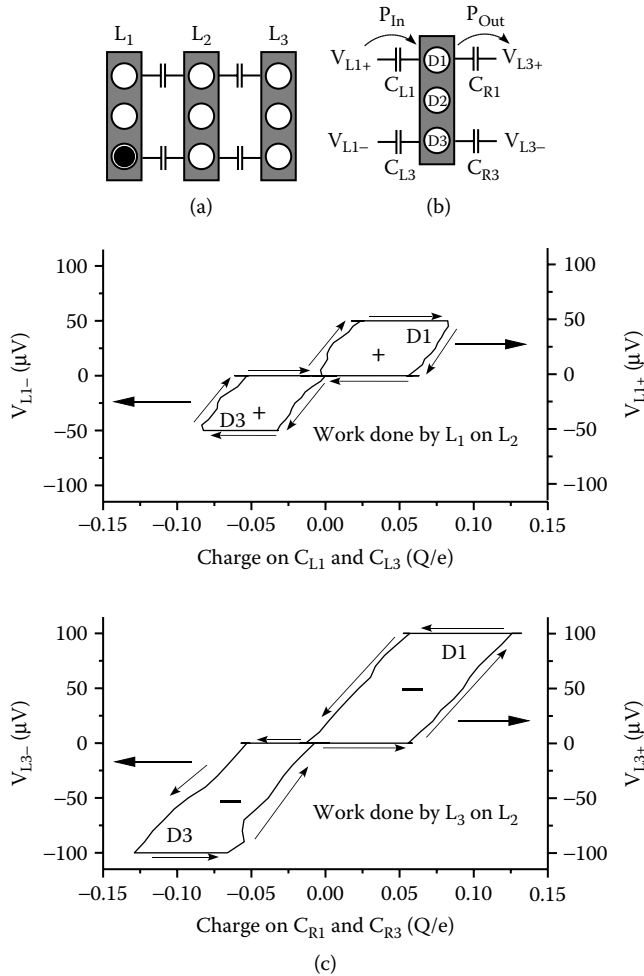 L1 L2 L3
(a)
PIn POut
VL1+ D1 VL3+
CL1 CR1
D2
VL1− D3 VL3−
CL3 CR3
(b)
100 100
50 50
0 0
−50 −50
−100 −100
VL1− (μV)
VL1+ (μV)
D1
+
D3 +
Work done by L1 on L2
−0.15 −0.10 −0.05 0.00 0.05 0.10 0.15
Charge on CL1 and CL3 (Q/e)
100 100
50 50
0 0
−50 −50
−100 −100
VL3− (μV)
VL3+ (μV)
D1
−
−
D3
Work done by L3 on L2
−0.15 −0.10 −0.05 0.00 0.05 0.10 0.15
Charge on CR1 and CR3 (Q/e)
(c)